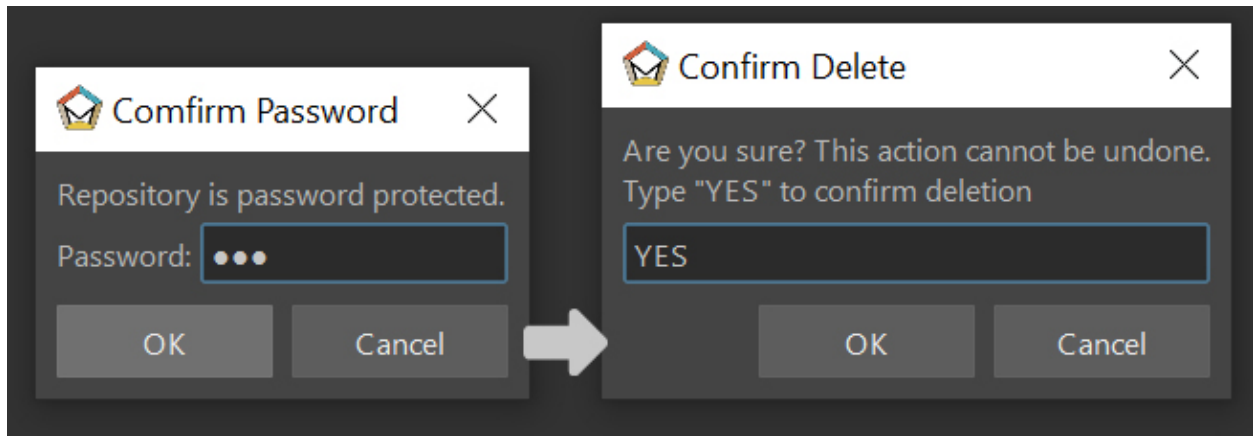 Comfirm Password
Repository is password protected.
Password: ●●●
OK Cancel
Confirm Delete
Are you sure? This action cannot be undone.
Type "YES" to confirm deletion
YES
OK Cancel